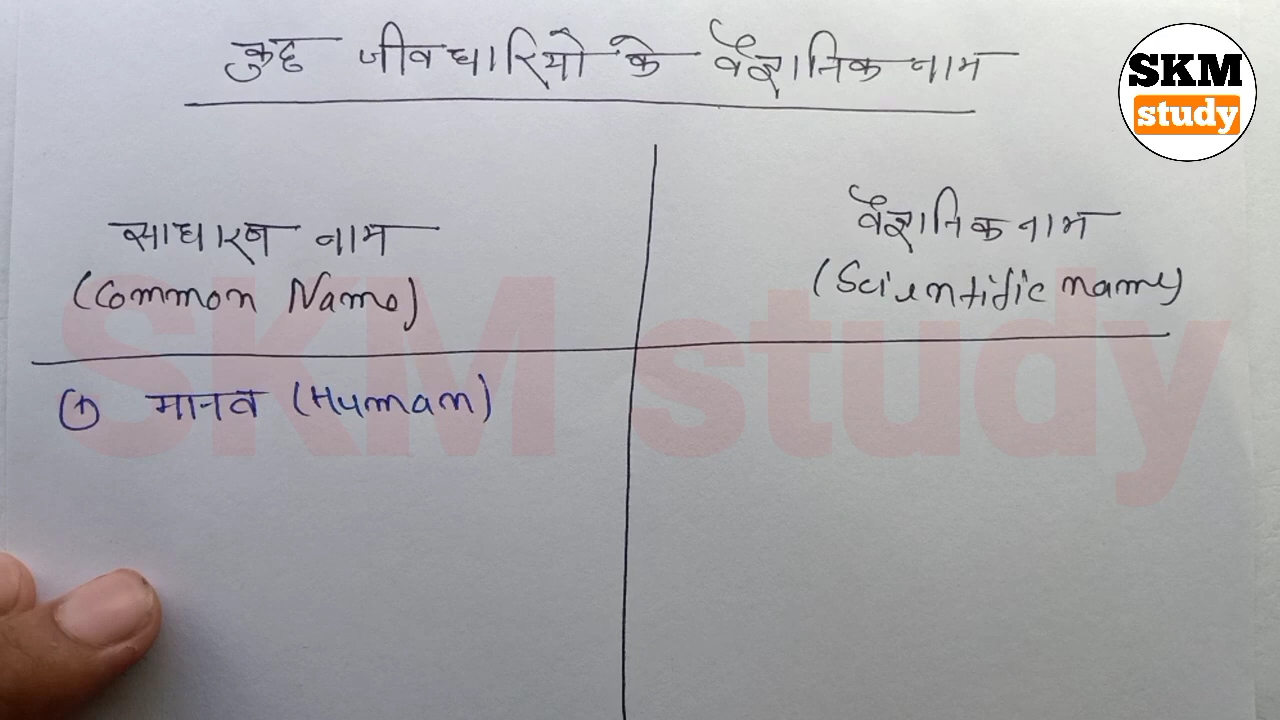 कुछ जीवधारियो के वैज्ञानिक नाम
SKM
study
साधारण नाम
(Common Name)
वैज्ञानिक नाम
(Scientific name)
SKM study
① मानव (Human)